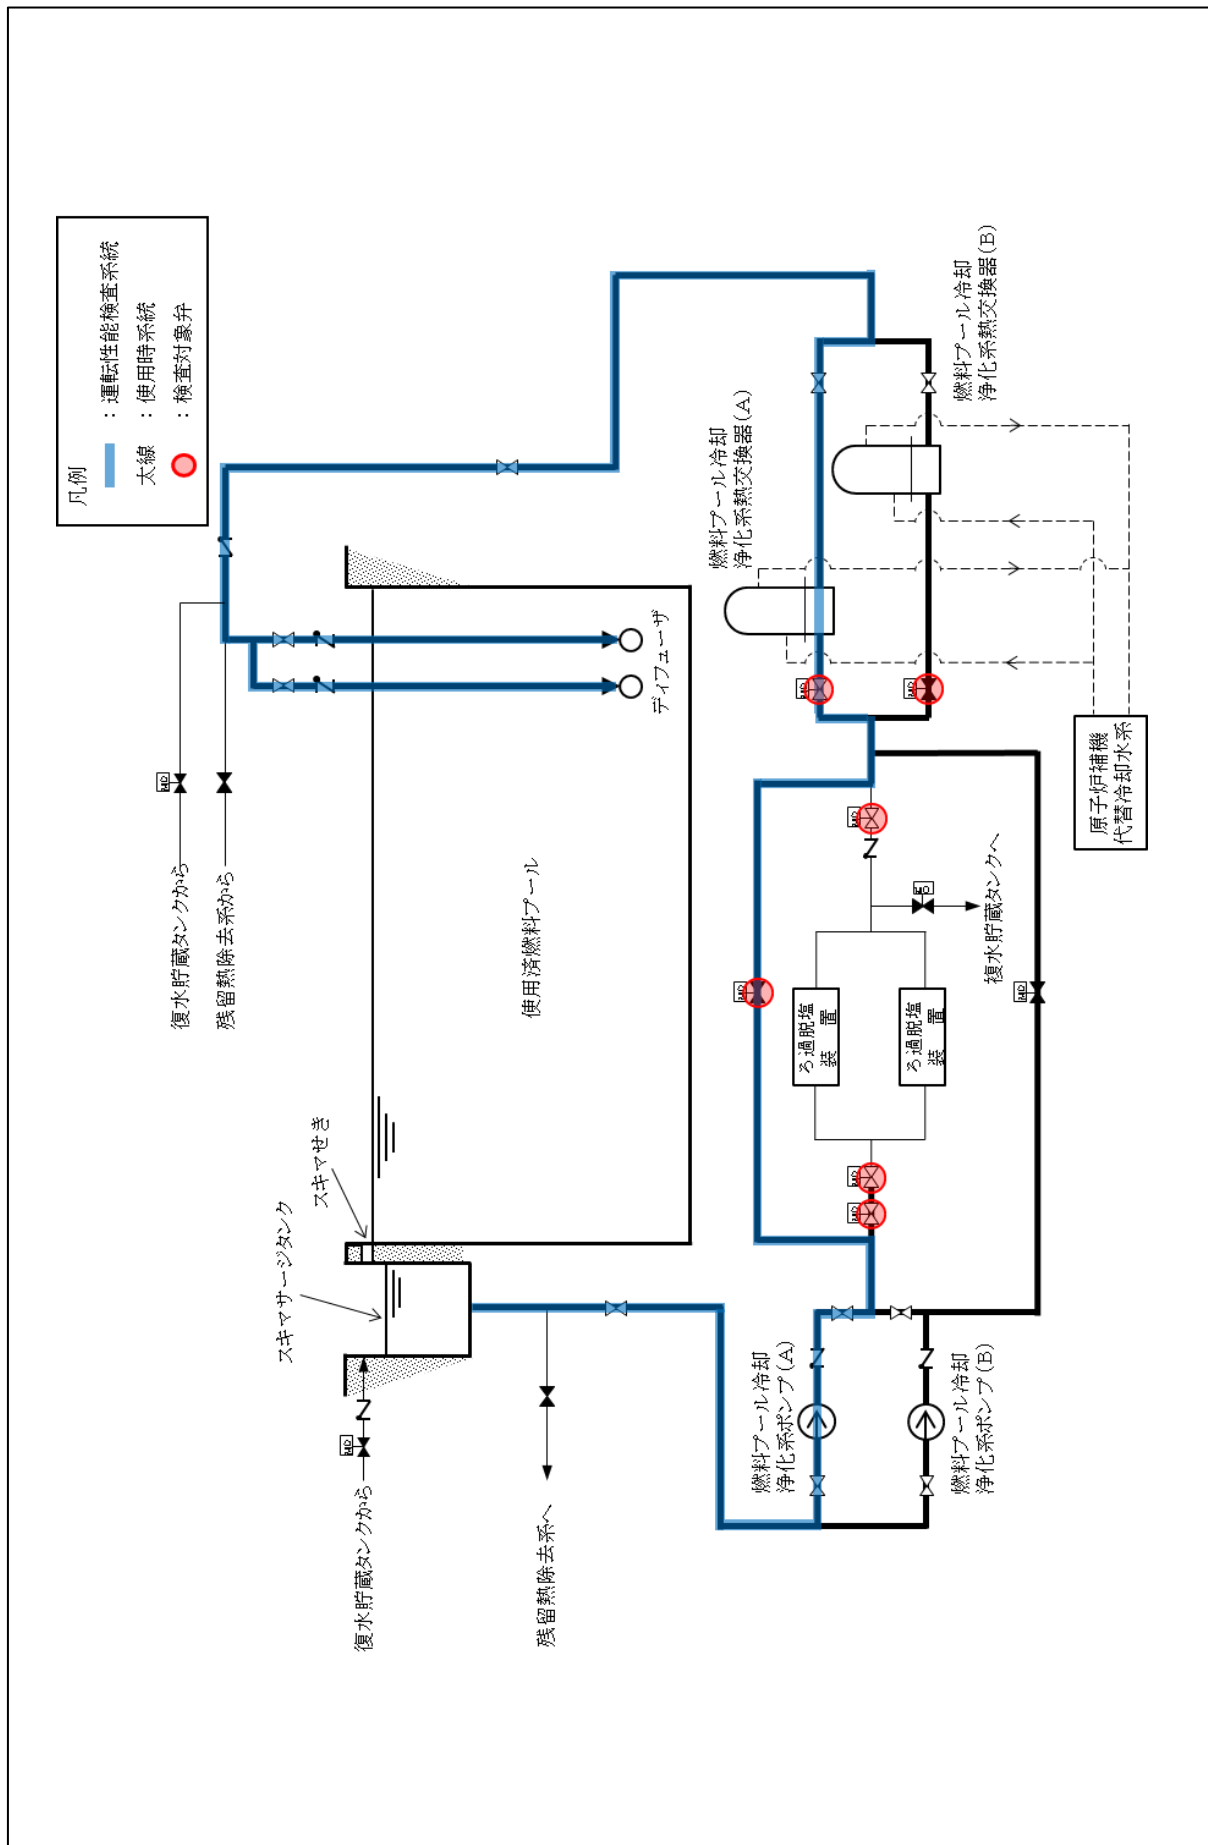 凡例
：運転性能検査系統
太線：使用時系統
：検査対象弁
復水貯蔵タンクから
残留熱除去系から
MO
スキマサージタンク
スキマせき
使用済燃料プール
ディフューザ
MO
復水貯蔵タンクから
残留熱除去系へ
燃料プール冷却
浄化系ポンプ(A)
燃料プール冷却
浄化系ポンプ(B)
MO
MO
MO
ろ過脱塩
装　置
ろ過脱塩
装　置
MO
複水貯蔵タンクへ
MO
MO
MO
MO
燃料プール冷却
浄化系熱交換器(A)
燃料プール冷却
浄化系熱交換器(B)
原子炉補機
代替冷却水系